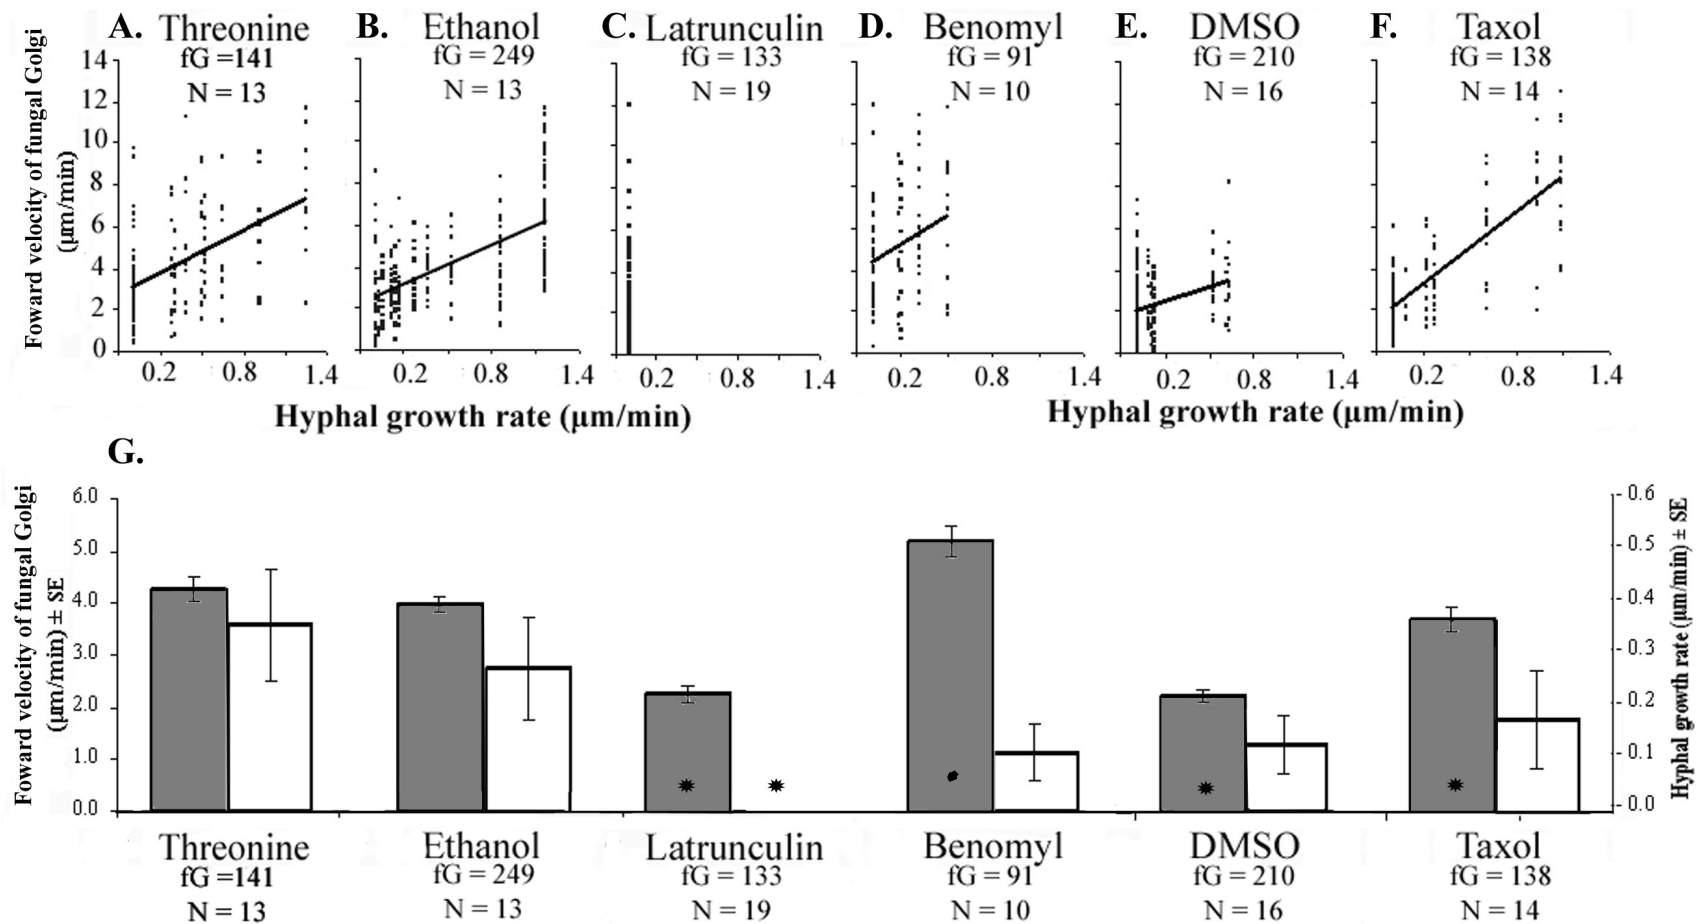 A. Threonine
fG =141
N = 13
B. Ethanol
fG = 249
N = 13
C. Latrunculin
fG = 133
N = 19
D. Benomyl
fG = 91
N = 10
E. DMSO
fG = 210
N = 16
F. Taxol
fG = 138
N = 14
Foward velocity of fungal Golgi
(μm/min)
14
12
10
8
6
4
2
0
0.2 0.8 1.4
0.2 0.8 1.4
0.2 0.8 1.4
0.2 0.8 1.4
0.2 0.8 1.4
0.2 0.8 1.4
Hyphal growth rate (μm/min)
Hyphal growth rate (μm/min)
G.
Foward velocity of fungal Golgi
(μm/min) ± SE
6.0
5.0
4.0
3.0
2.0
1.0
0.0
0.6
0.5
0.4
0.3
0.2
0.1
0.0
Hyphal growth rate (μm/min) ± SE
Threonine
fG =141
N = 13
Ethanol
fG = 249
N = 13
Latrunculin
fG = 133
N = 19
Benomyl
fG = 91
N = 10
DMSO
fG = 210
N = 16
Taxol
fG = 138
N = 14